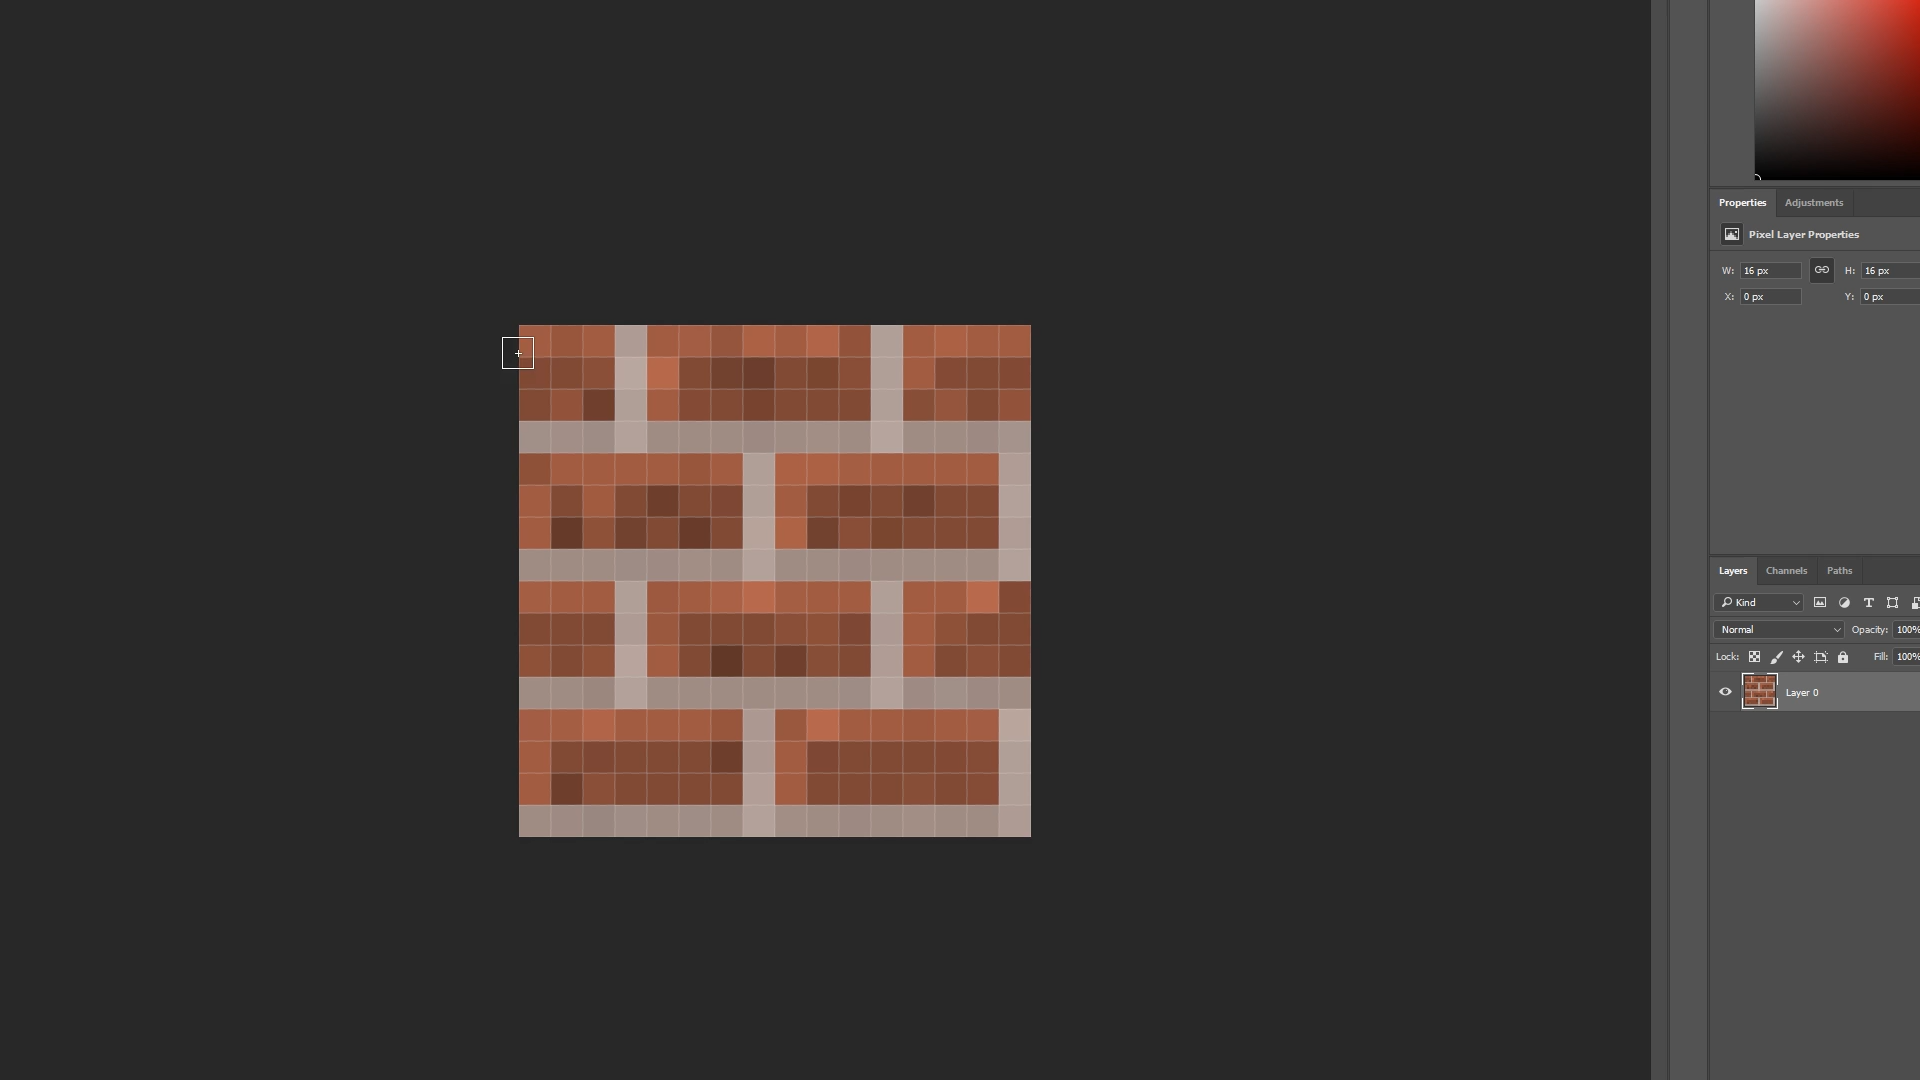 Properties Adjustments
Pixel Layer Properties
W: 16 px H: 16 px
X: 0 px Y: 0 px
Layers Channels Paths
Kind T
Normal Opacity: 100%
Lock: Fill: 100%
Layer 0